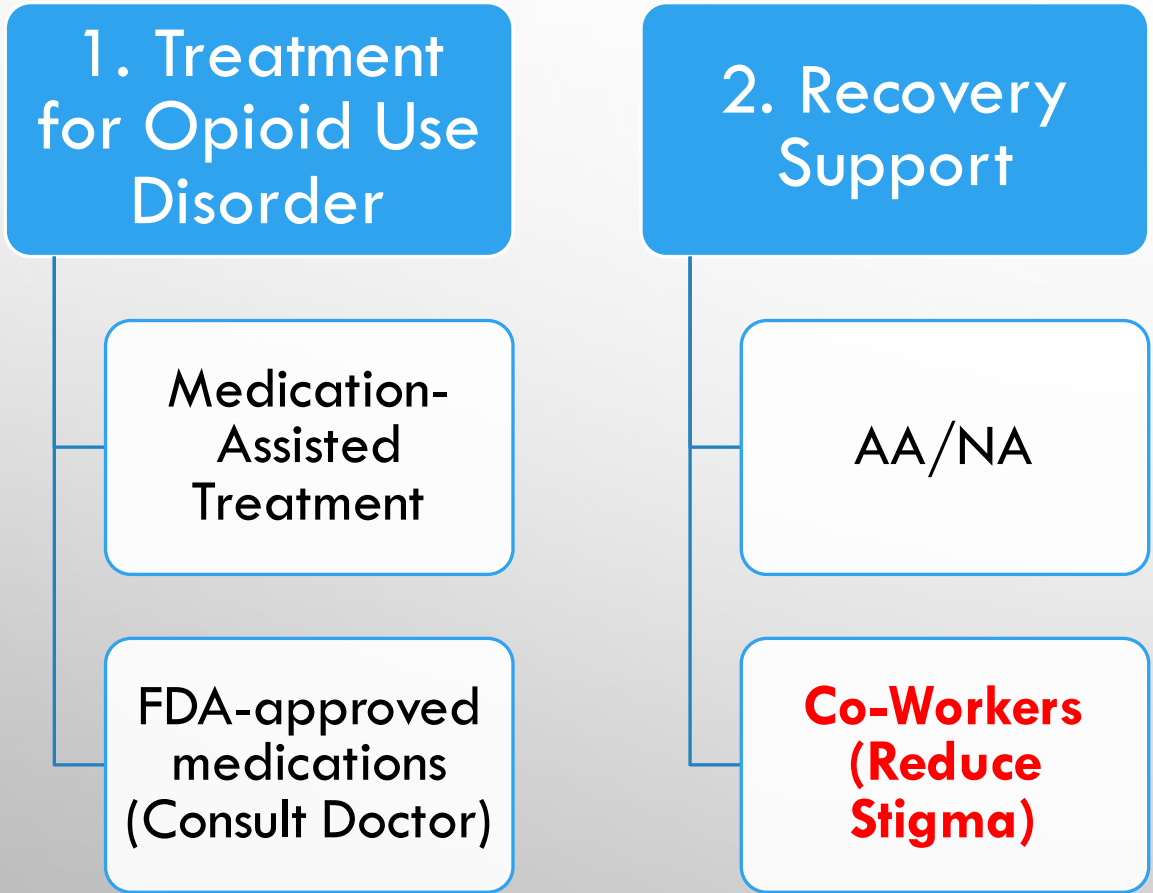 1. Treatment
for Opioid Use
Disorder
Medication-
Assisted
Treatment
FDA-approved
medications
(Consult Doctor)
2. Recovery
Support
AA/NA
Co-Workers
(Reduce
Stigma)